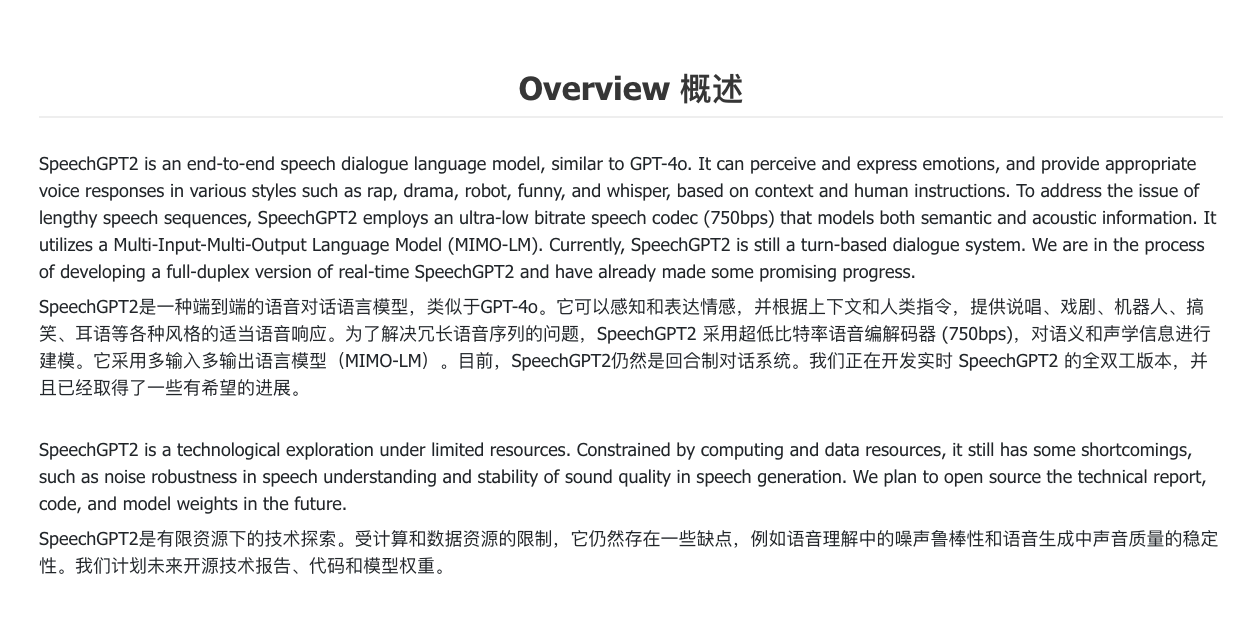 Overview 概述
SpeechGPT2 is an end-to-end speech dialogue language model, similar to GPT-4o. It can perceive and express emotions, and provide appropriate
voice responses in various styles such as rap, drama, robot, funny, and whisper, based on context and human instructions. To address the issue of
lengthy speech sequences, SpeechGPT2 employs an ultra-low bitrate speech codec (750bps) that models both semantic and acoustic information. It
utilizes a Multi-Input-Multi-Output Language Model (MIMO-LM). Currently, SpeechGPT2 is still a turn-based dialogue system. We are in the process
of developing a full-duplex version of real-time SpeechGPT2 and have already made some promising progress.
SpeechGPT2是一种端到端的语音对话语言模型，类似于GPT-4o。它可以感知和表达情感，并根据上下文和人类指令，提供说唱、戏剧、机器人、搞
笑、耳语等各种风格的适当语音响应。为了解决冗长语音序列的问题，SpeechGPT2 采用超低比特率语音编解码器 (750bps)，对语义和声学信息进行
建模。它采用多输入多输出语言模型（MIMO-LM）。目前，SpeechGPT2仍然是回合制对话系统。我们正在开发实时 SpeechGPT2 的全双工版本，并
且已经取得了一些有希望的进展。
SpeechGPT2 is a technological exploration under limited resources. Constrained by computing and data resources, it still has some shortcomings,
such as noise robustness in speech understanding and stability of sound quality in speech generation. We plan to open source the technical report,
code, and model weights in the future.
SpeechGPT2是有限资源下的技术探索。受计算和数据资源的限制，它仍然存在一些缺点，例如语音理解中的噪声鲁棒性和语音生成中声音质量的稳定
性。我们计划未来开源技术报告、代码和模型权重。